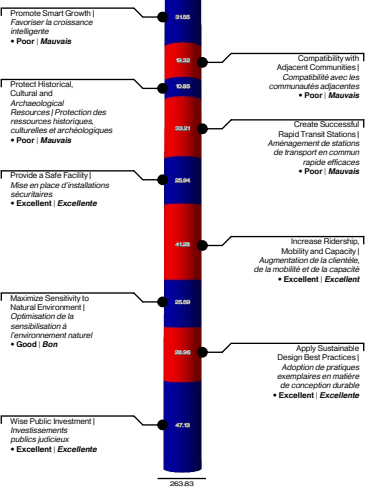 Promote Smart Growth |
Favoriser la croissance
intelligente
• Poor | Mauvais
31.55
19.32
Compatibility with
Adjacent Communities |
Compatibilité avec les
communautés adjacentes
• Poor | Mauvais
Protect Historical,
Cultural and
Archaeological
Resources | Protection des
ressources historiques,
culturelles et archéologiques
• Poor | Mauvais
10.85
33.21
Create Successful
Rapid Transit Stations |
Aménagement de stations
de transport en commun
rapide efficaces
• Poor | Mauvais
Provide a Safe Facility |
Mise en place d'installations
sécuritaires
• Excellent | Excellente
25.94
41.28
Increase Ridership,
Mobility and Capacity |
Augmentation de la clientèle,
de la mobilité et de la capacité
• Excellent | Excellent
Maximize Sensitivity to
Natural Environment |
Optimisation de la
sensibilisation à
l'environnement naturel
• Good | Bon
25.59
28.96
Apply Sustainable
Design Best Practices |
Adoption de pratiques
exemplaires en matière
de conception durable
• Excellent | Excellente
Wise Public Investment |
Investissements
publics judicieux
• Excellent | Excellente
47.13
263.83